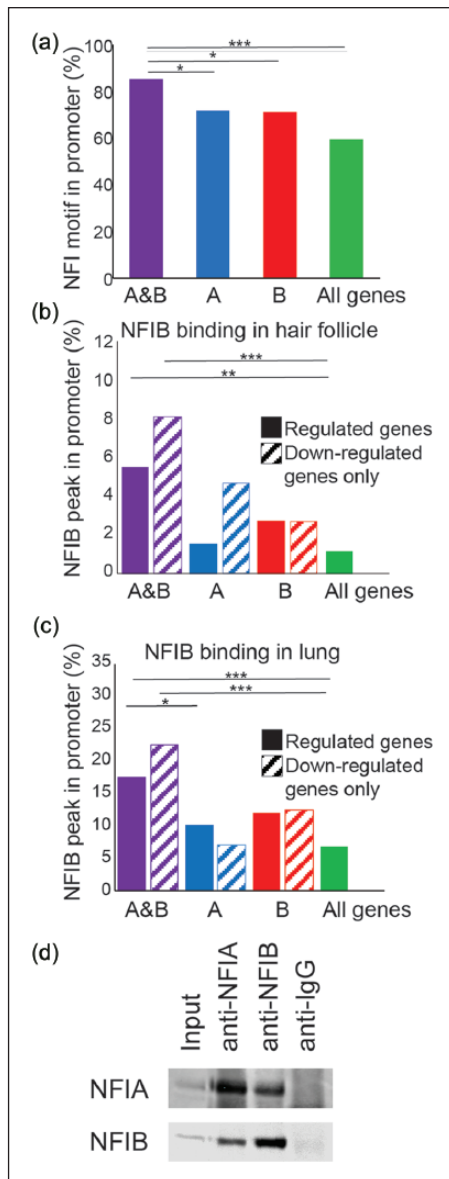 (a)
NFI motif in promoter (%)
100
80
60
40
20
0
***
*
*
A&B A B All genes
(b)
NFIB binding in hair follicle
NFIB peak in promoter (%)
12
10
8
6
4
2
0
***
**
Regulated genes
Down-regulated
genes only
A&B A B All genes
(c)
NFIB binding in lung
NFIB peak in promoter (%)
35
30
25
20
15
10
5
0
***
***
*
Regulated genes
Down-regulated
genes only
A&B A B All genes
(d)
Input
anti-NFIA
anti-NFIB
anti-IgG
NFIA
NFIB